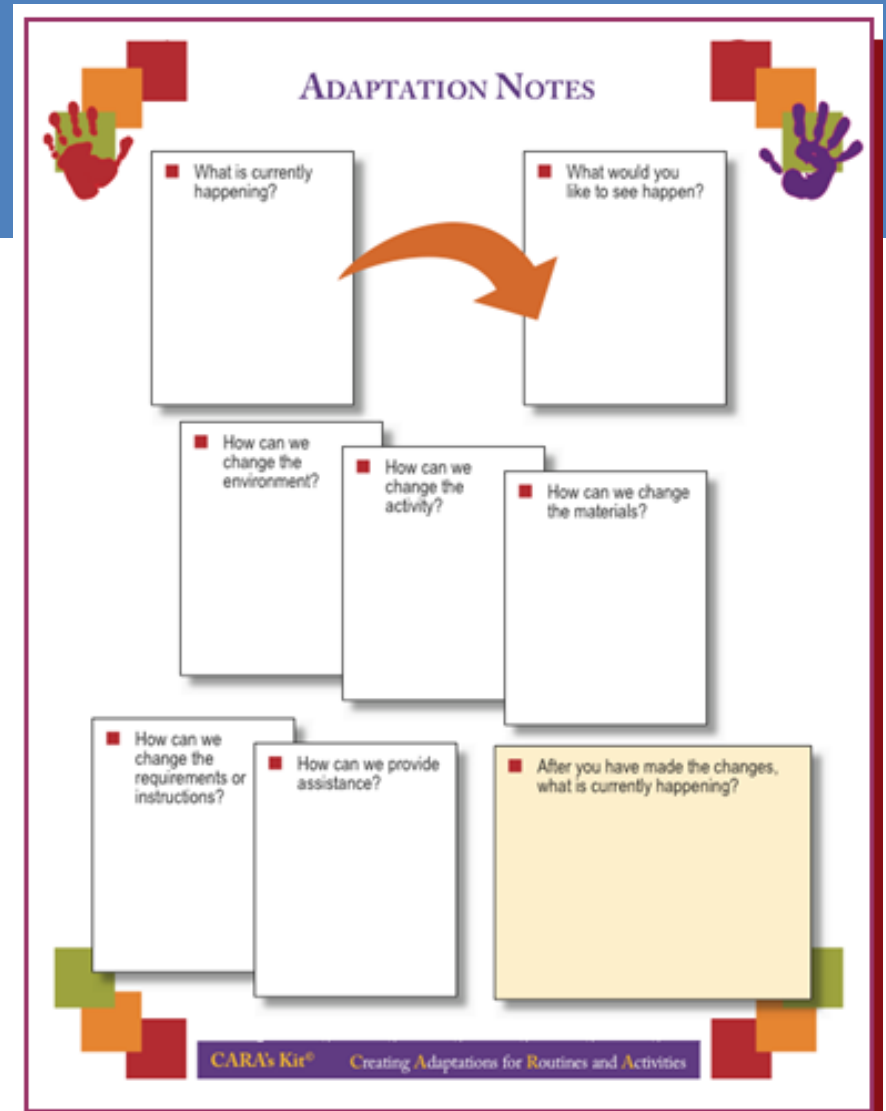 ADAPTATION NOTES
■ What is currently
happening?
■ What would you
like to see happen?
■ How can we
change the
environment?
■ How can we
change the
activity?
■ How can we change
the materials?
■ How can we
change the
requirements or
instructions?
■ How can we provide
assistance?
■ After you have made the changes,
what is currently happening?
CARA's Kit© Creating Adaptations for Routines and Activities